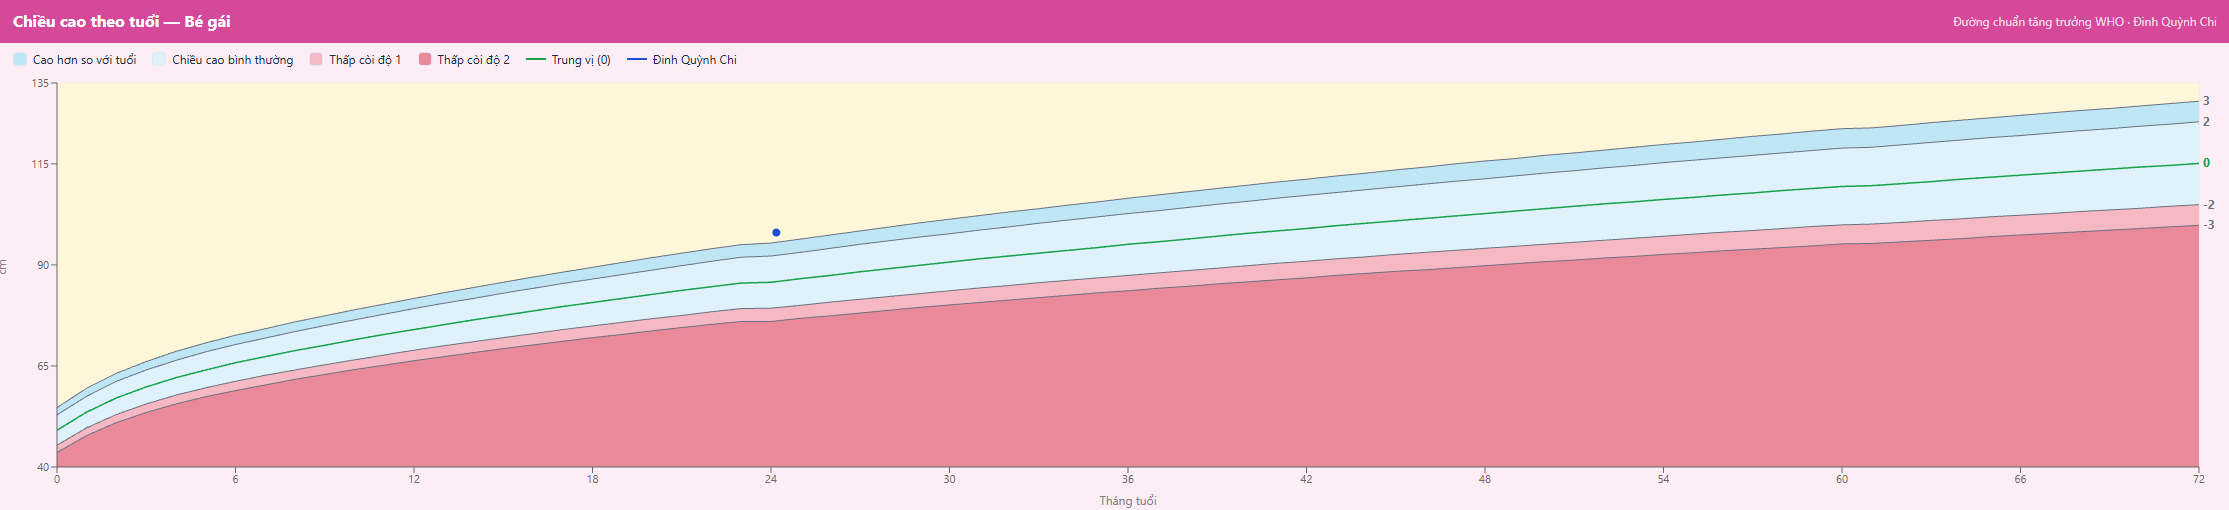 Chiều cao theo tuổi — Bé gái
Đường chuẩn tăng trưởng WHO · Đinh Quỳnh Chi
Cao hơn so với tuổi
Chiều cao bình thường
Thấp còi độ 1
Thấp còi độ 2
Trung vị (0)
Đinh Quỳnh Chi
135
115
90
65
40
cm
3
2
0
-2
-3
0 6 12 18 24 30 36 42 48 54 60 66 72
Tháng tuổi